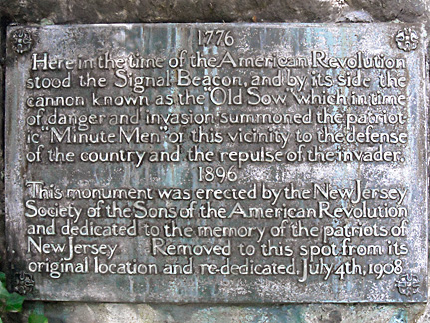 1776
Here in the time of the American Revolution
stood the Signal Beacon, and by its side the
cannon known as the "Old Sow" which in time
of danger and invasion summoned the patriot-
ic "Minute Men" of this vicinity to the defense
of the country and the repulse of the invader.
1896
This monument was erected by the New Jersey
Society of the Sons of the American Revolution
and dedicated to the memory of the patriots of
New Jersey Removed to this spot from its
original location and re-dedicated, July 4th, 1908